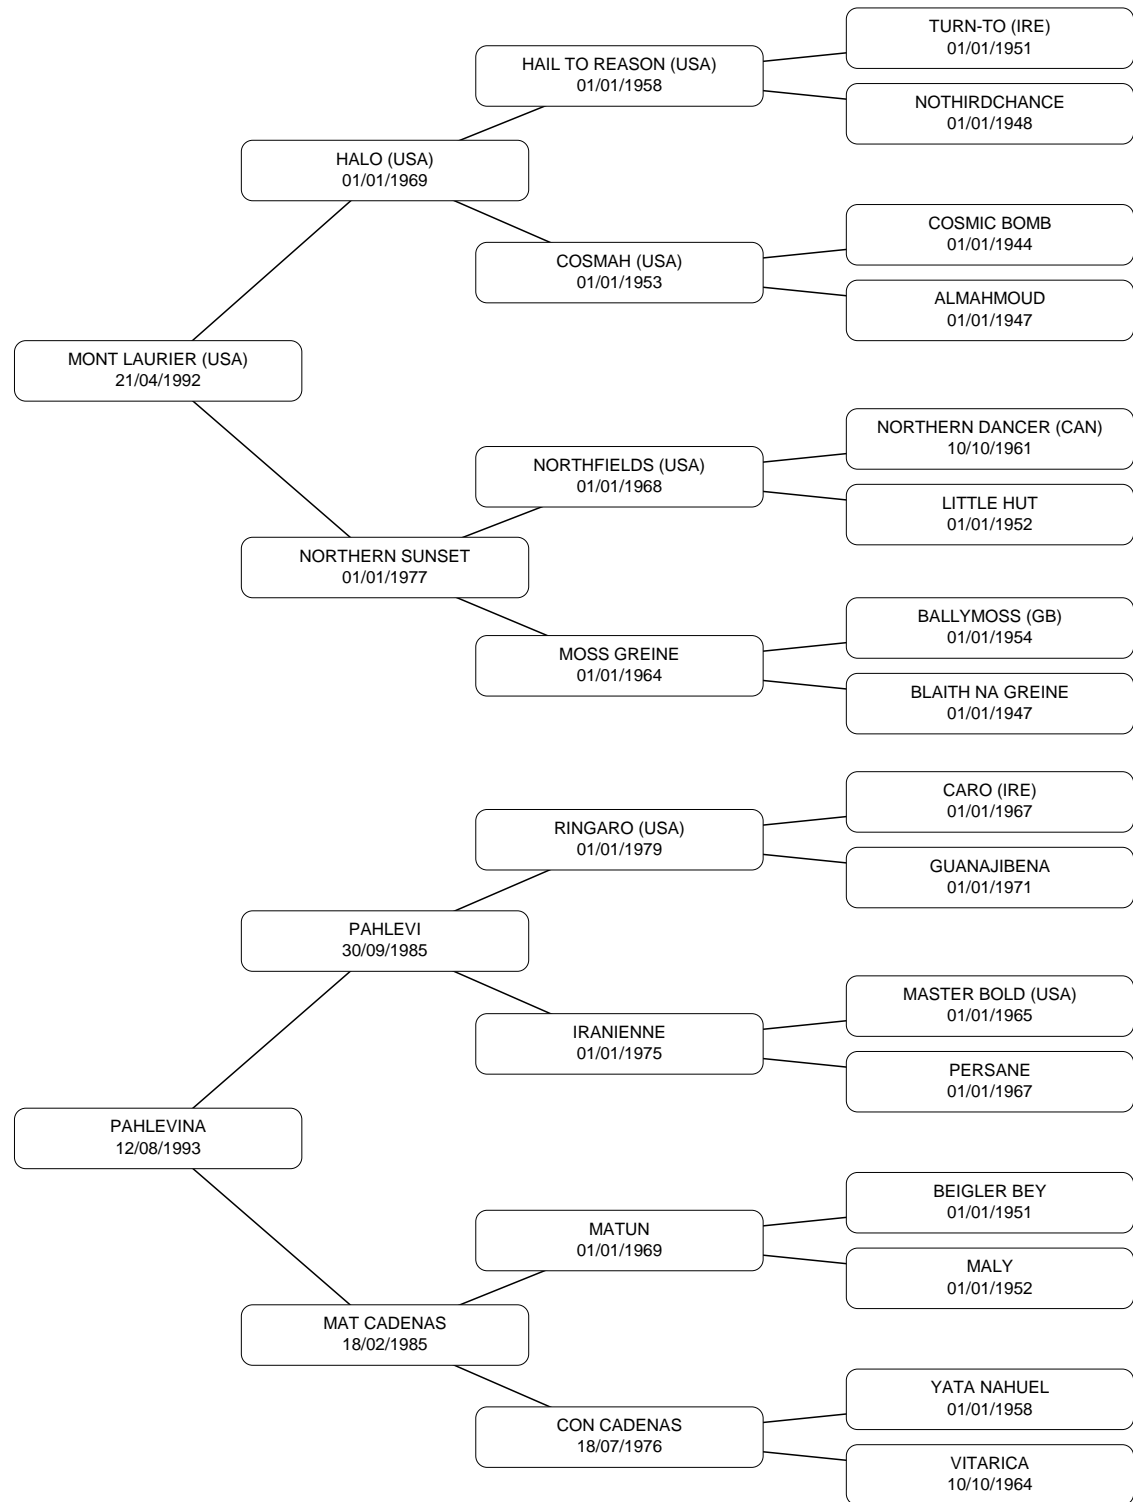 TURN-TO (IRE)
01/01/1951
HAIL TO REASON (USA)
01/01/1958
NOTHIRDCHANCE
01/01/1948
HALO (USA)
01/01/1969
COSMIC BOMB
01/01/1944
COSMAH (USA)
01/01/1953
ALMAHMOUD
01/01/1947
MONT LAURIER (USA)
21/04/1992
NORTHERN DANCER (CAN)
10/10/1961
NORTHFIELDS (USA)
01/01/1968
LITTLE HUT
01/01/1952
NORTHERN SUNSET
01/01/1977
BALLYMOSS (GB)
01/01/1954
MOSS GREINE
01/01/1964
BLAITH NA GREINE
01/01/1947
CARO (IRE)
01/01/1967
RINGARO (USA)
01/01/1979
GUANAJIBENA
01/01/1971
PAHLEVI
30/09/1985
MASTER BOLD (USA)
01/01/1965
IRANIENNE
01/01/1975
PERSANE
01/01/1967
PAHLEVINA
12/08/1993
BEIGLER BEY
01/01/1951
MATUN
01/01/1969
MALY
01/01/1952
MAT CADENAS
18/02/1985
YATA NAHUEL
01/01/1958
CON CADENAS
18/07/1976
VITARICA
10/10/1964